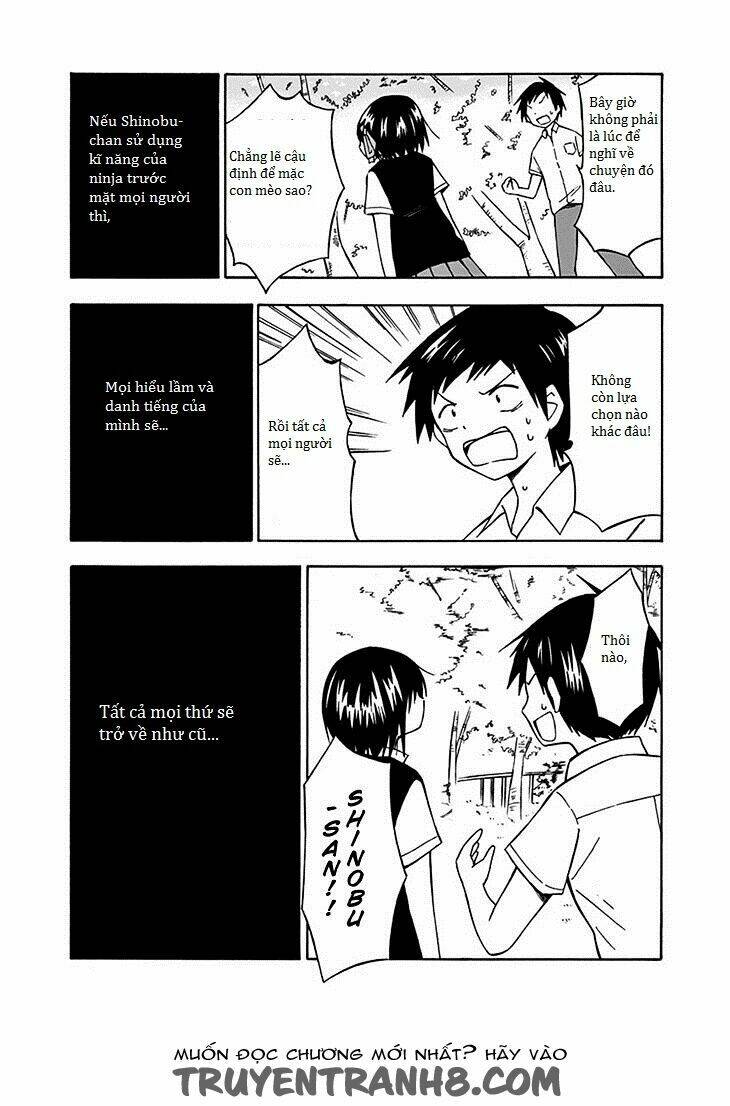 Bây giờ
không phải
là lúc để
nghĩ về
chuyện đó
đâu.
Chẳng lẽ cậu
định để mặc
con mèo sao?
Nếu Shinobu-
chan sử dụng
kĩ năng của
ninja trước
mặt mọi người
thì,
Không
còn lựa
chọn nào
khác đâu!
Rồi tất cả
mọi người
sẽ...
Mọi hiểu lầm và
danh tiếng của
mình sẽ...
Thôi
nào,
SHINOBU
-SAN!!
Tất cả mọi thứ sẽ
trở về như cũ...
MUỐN ĐỌC CHƯƠNG MỚI NHẤT? HÃY VÀO
TRUYENTRANH8.COM